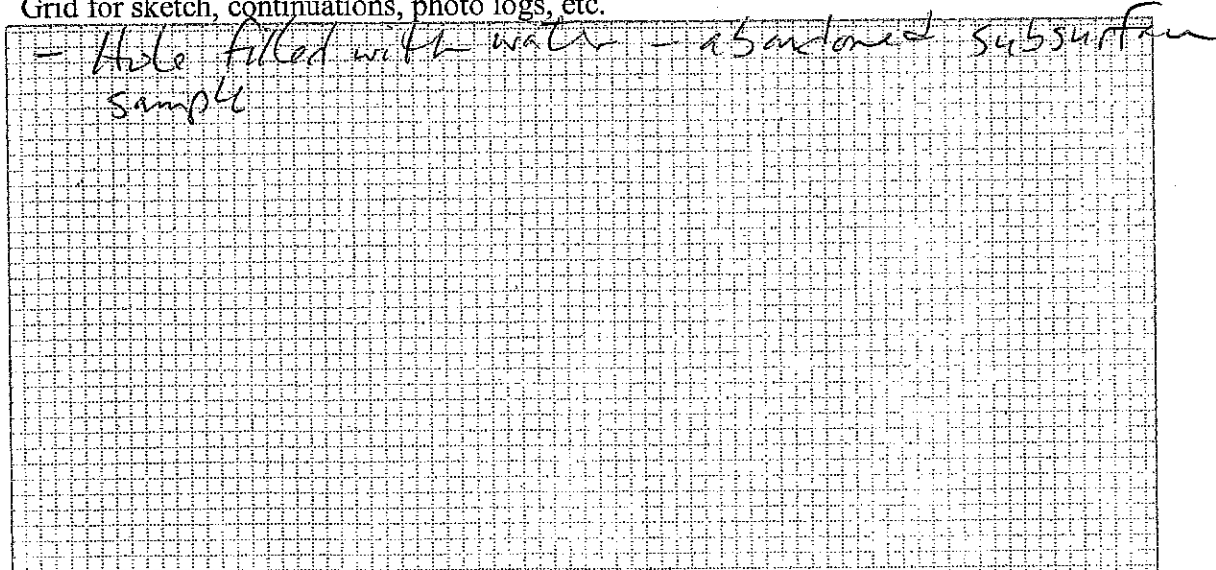 Grid for sketch, continuations, photo logs, etc.
- Hole filled with water - abandoned subsurface
sample